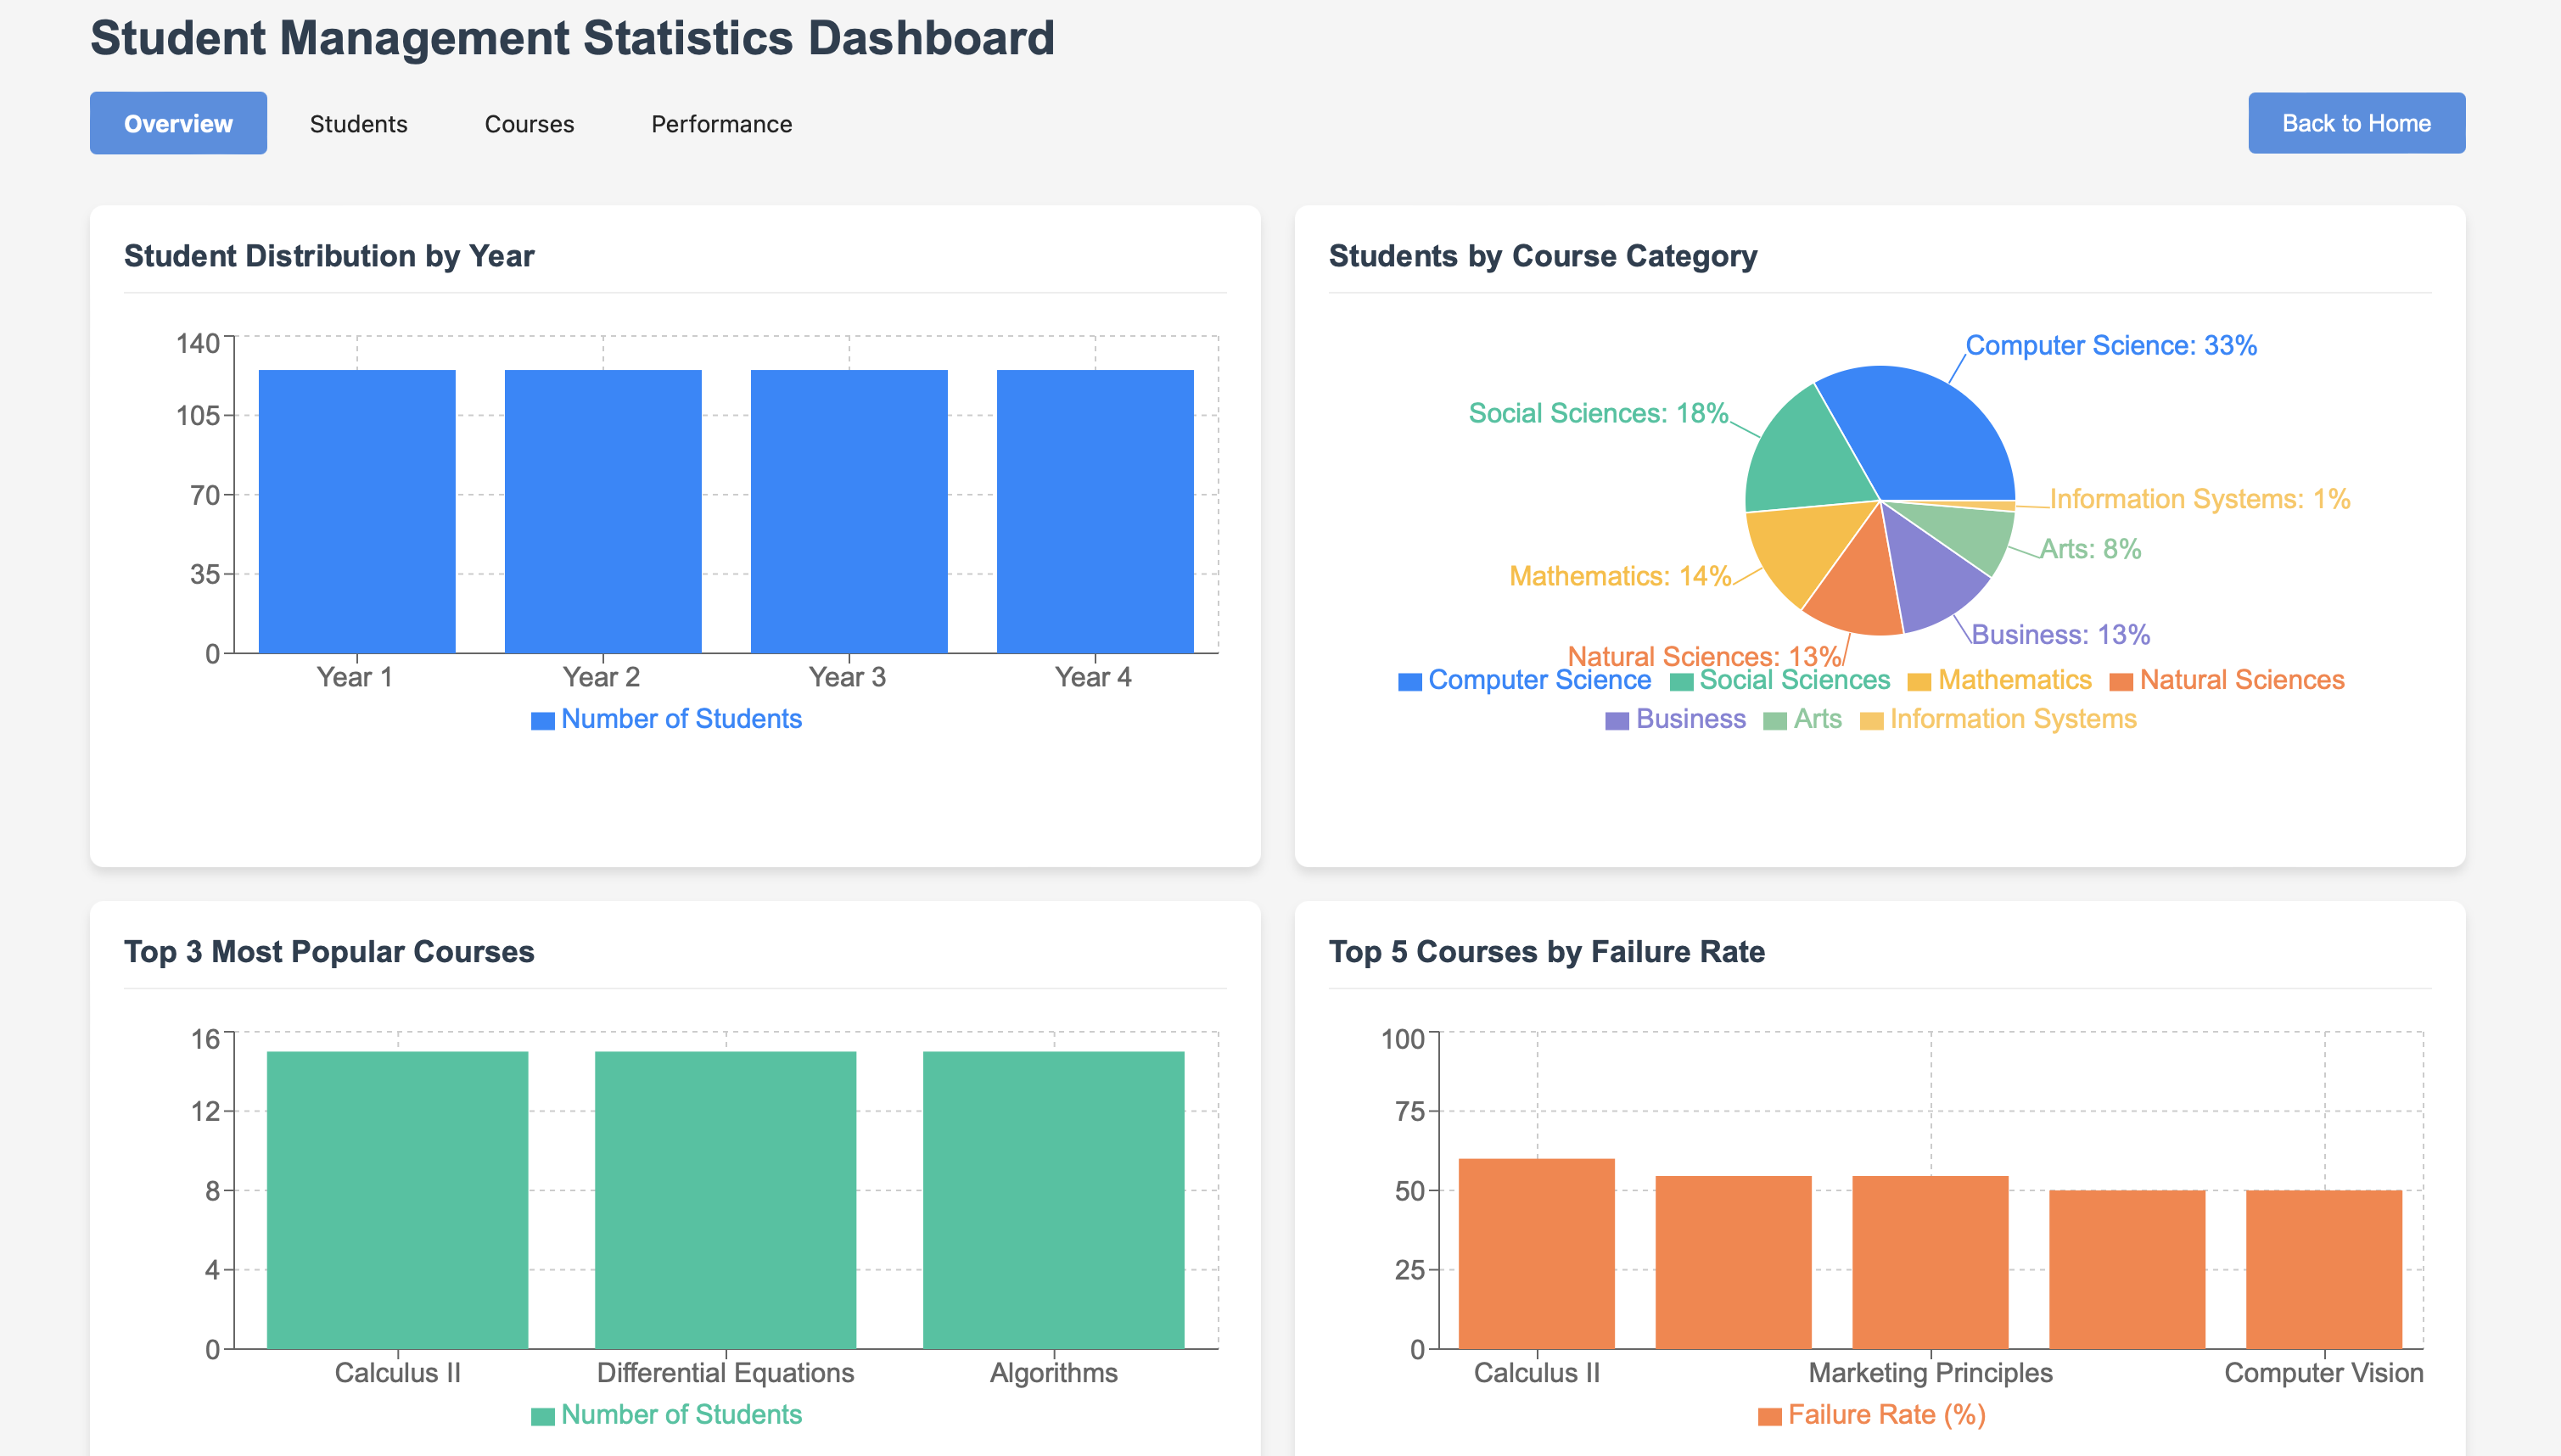 Student Management Statistics Dashboard
Overview Students Courses Performance Back to Home
Student Distribution by Year
140
105
70
35
0
Year 1 Year 2 Year 3 Year 4
Number of Students
Students by Course Category
Computer Science: 33%
Social Sciences: 18%
Information Systems: 1%
Arts: 8%
Mathematics: 14%
Business: 13%
Natural Sciences: 13%
Computer Science Social Sciences Mathematics Natural Sciences
Business Arts Information Systems
Top 3 Most Popular Courses
16
12
8
4
0
Calculus II Differential Equations Algorithms
Number of Students
Top 5 Courses by Failure Rate
100
75
50
25
0
Calculus II Marketing Principles Computer Vision
Failure Rate (%)